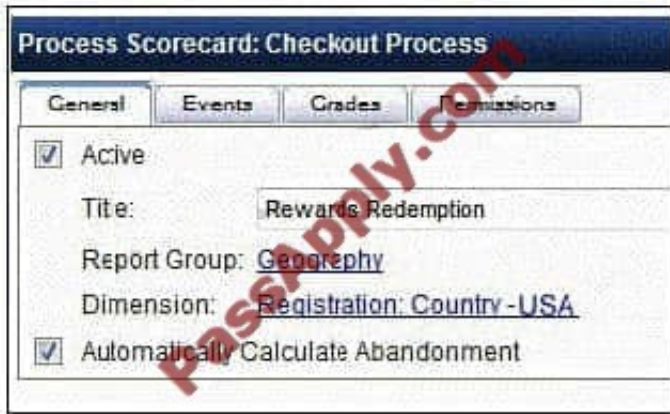 Process Scorecard: Checkout Process
General Events Grades Permissions
Active
Title: Rewards Redemption
Report Group: Geography
Dimension: Registration: Country -USA
Automatically Calculate Abandonment
PassApply.com